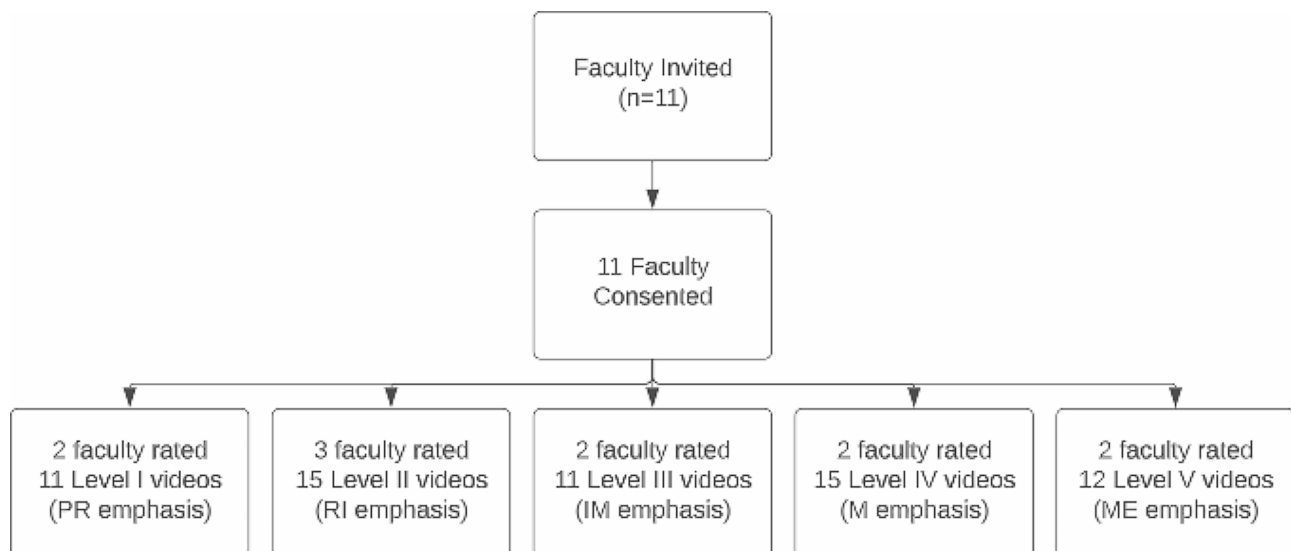 Faculty Invited
(n=11)
11 Faculty
Consented
2 faculty rated
11 Level I videos
(PR emphasis)
3 faculty rated
15 Level II videos
(RI emphasis)
2 faculty rated
11 Level III videos
(IM emphasis)
2 faculty rated
15 Level IV videos
(M emphasis)
2 faculty rated
12 Level V videos
(ME emphasis)